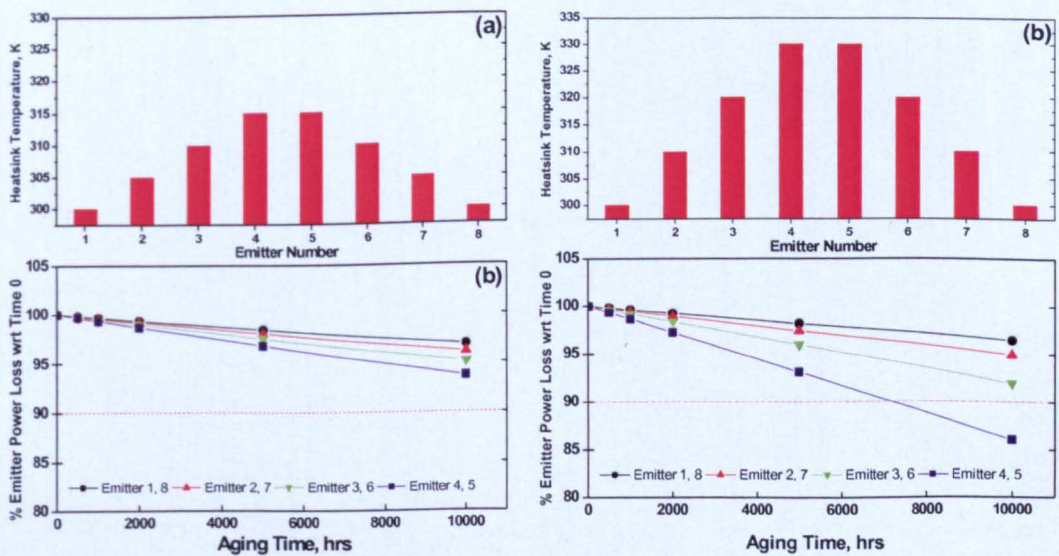 (a)
Heatsink Temperature, K
330
325
320
315
310
305
300
1 2 3 4 5 6 7 8
Emitter Number
(b)
Heatsink Temperature, K
335
330
325
320
315
310
305
300
1 2 3 4 5 6 7 8
Emitter Number
(b)
% Emitter Power Loss wrt Time 0
105
100
95
90
85
80
Emitter 1, 8 Emitter 2, 7 Emitter 3, 6 Emitter 4, 5
0 2000 4000 6000 8000 10000
Aging Time, hrs
% Emitter Power Loss wrt Time 0
105
100
95
90
85
80
Emitter 1, 8 Emitter 2, 7 Emitter 3, 6 Emitter 4, 5
0 2000 4000 6000 8000 10000
Aging Time, hrs